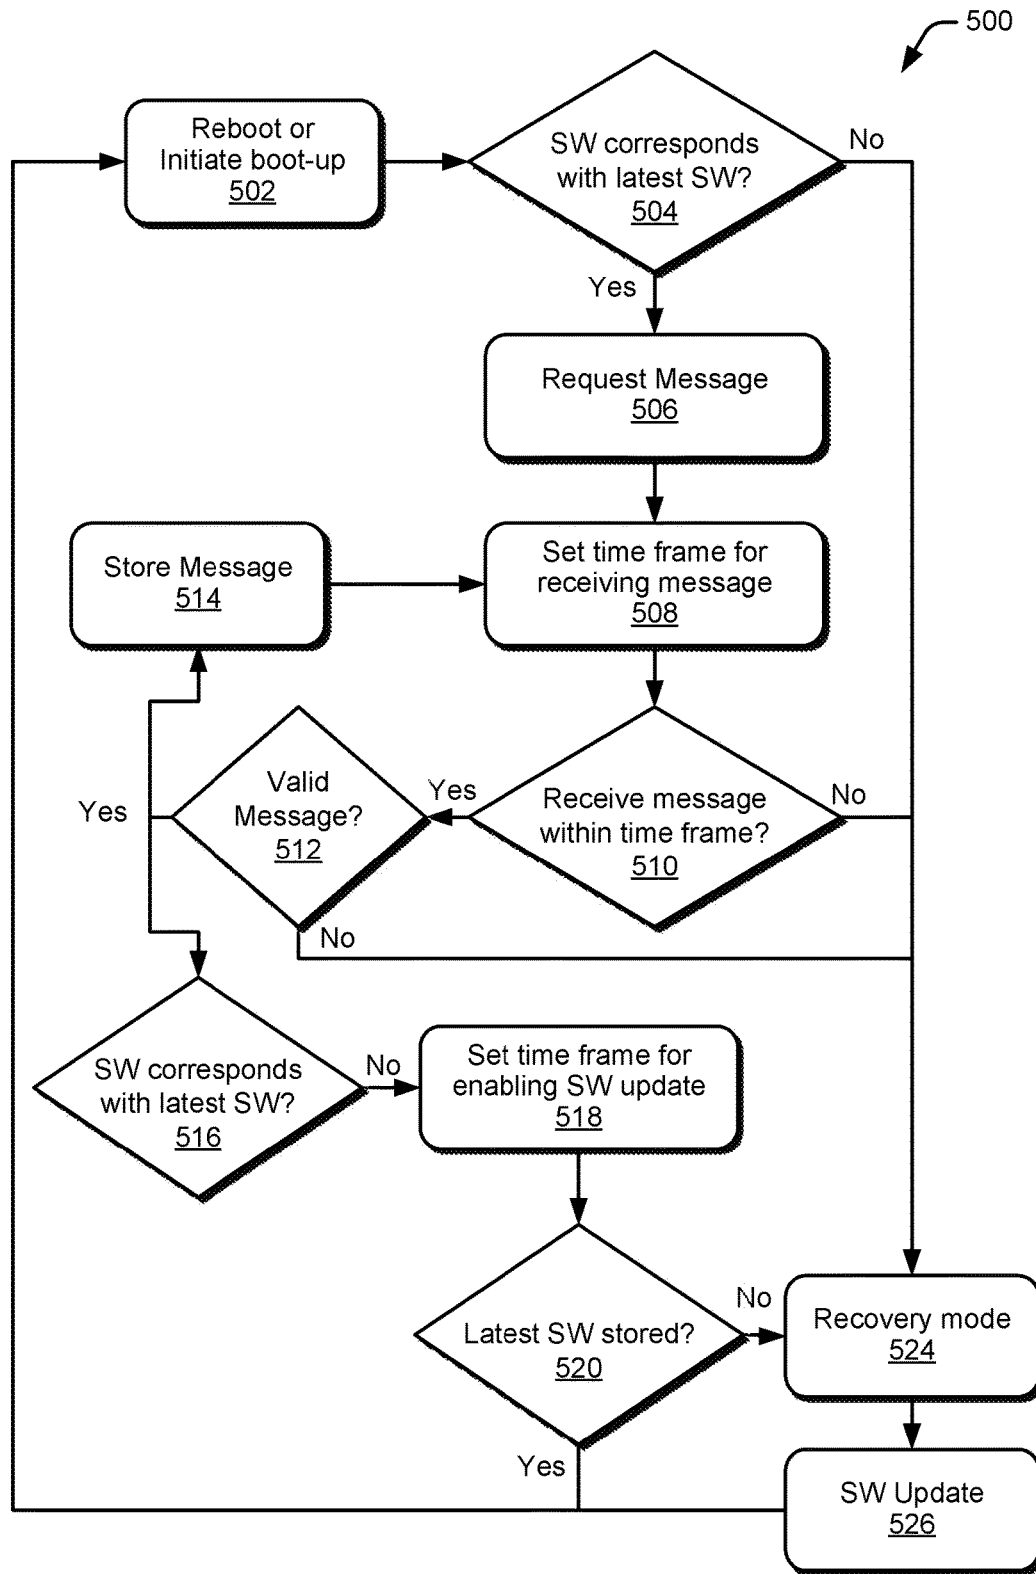 500
Reboot or
Initiate boot-up
502
SW corresponds
with latest SW?
504
No
Yes
Request Message
506
Store Message
514
Set time frame for
receiving message
508
Yes
Valid
Message?
512
Yes
Receive message
within time frame?
510
No
No
SW corresponds
with latest SW?
516
No
Set time frame for
enabling SW update
518
Latest SW stored?
520
No
Recovery mode
524
Yes
SW Update
526